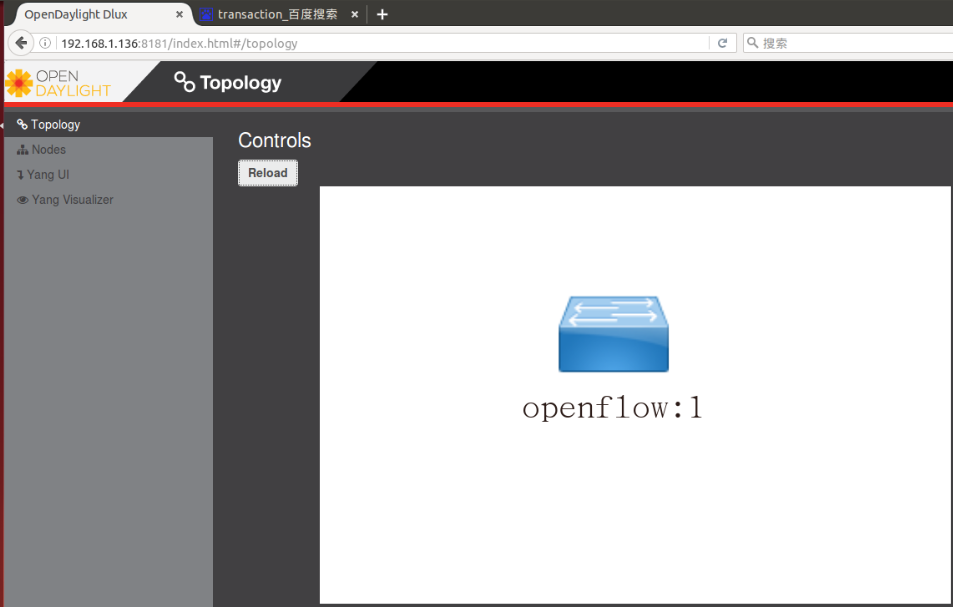 OpenDaylight Dlux
transaction_百度搜索
192.168.1.136:8181/index.html#/topology
搜索
OPEN
DAYLIGHT
Topology
Topology
Nodes
Yang UI
Yang Visualizer
Controls
Reload
openflow:1